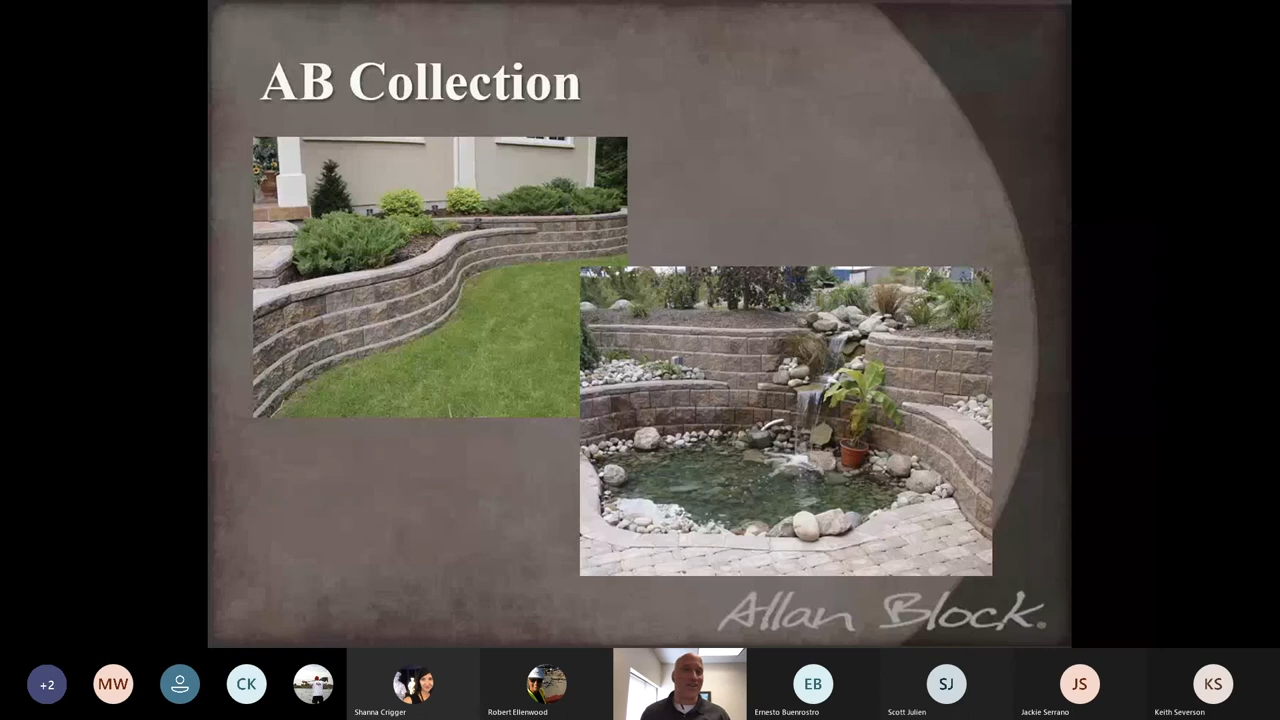 AB Collection
Allan Block.
+2
MW
CK
Shanna Crigger
Robert Ellenwood
EB
Ernesto Buenrostro
SJ
Scott Julien
JS
Jackie Serrano
KS
Keith Severson